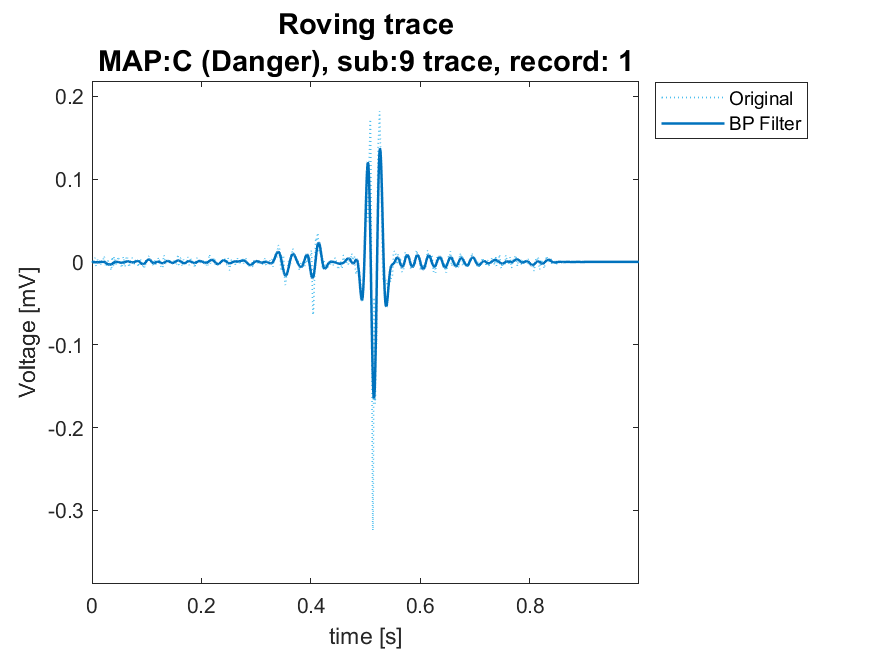 Roving trace
MAP:C (Danger), sub:9 trace, record: 1
Original
BP Filter
0.2
0.1
0
-0.1
-0.2
-0.3
Voltage [mV]
0 0.2 0.4 0.6 0.8
time [s]